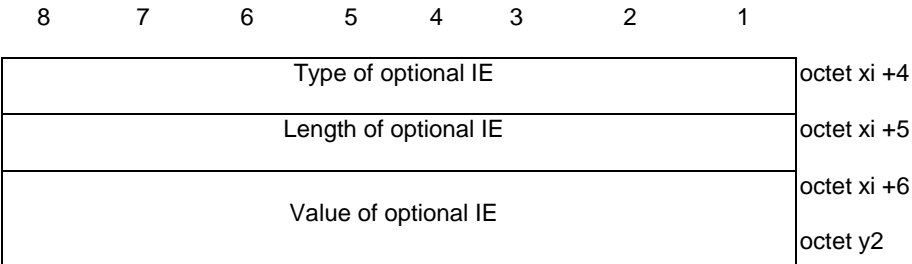 8 7 6 5 4 3 2 1
Type of optional IE octet xi +4
Length of optional IE octet xi +5
octet xi +6
Value of optional IE
octet y2